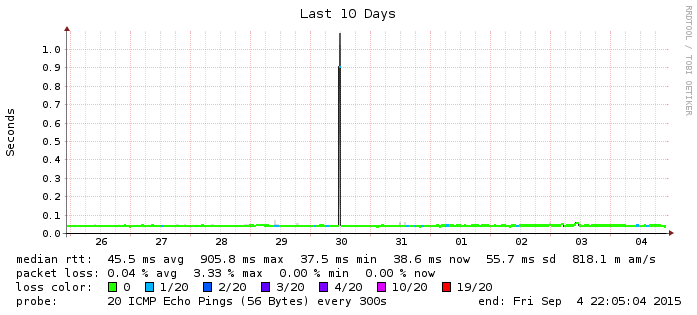 Last 10 Days
RRDTOOL / TOBI OETIKER
Seconds
1.0
0.9
0.8
0.7
0.6
0.5
0.4
0.3
0.2
0.1
0.0
26 27 28 29 30 31 01 02 03 04
median rtt: 45.5 ms avg 905.8 ms max 37.5 ms min 38.6 ms now 55.7 ms sd 818.1 m am/s
packet loss: 0.04 % avg 3.33 % max 0.00 % min 0.00 % now
loss color: 0 1/20 2/20 3/20 4/20 10/20 19/20
probe: 20 ICMP Echo Pings (56 Bytes) every 300s end: Fri Sep 4 22:05:04 2015